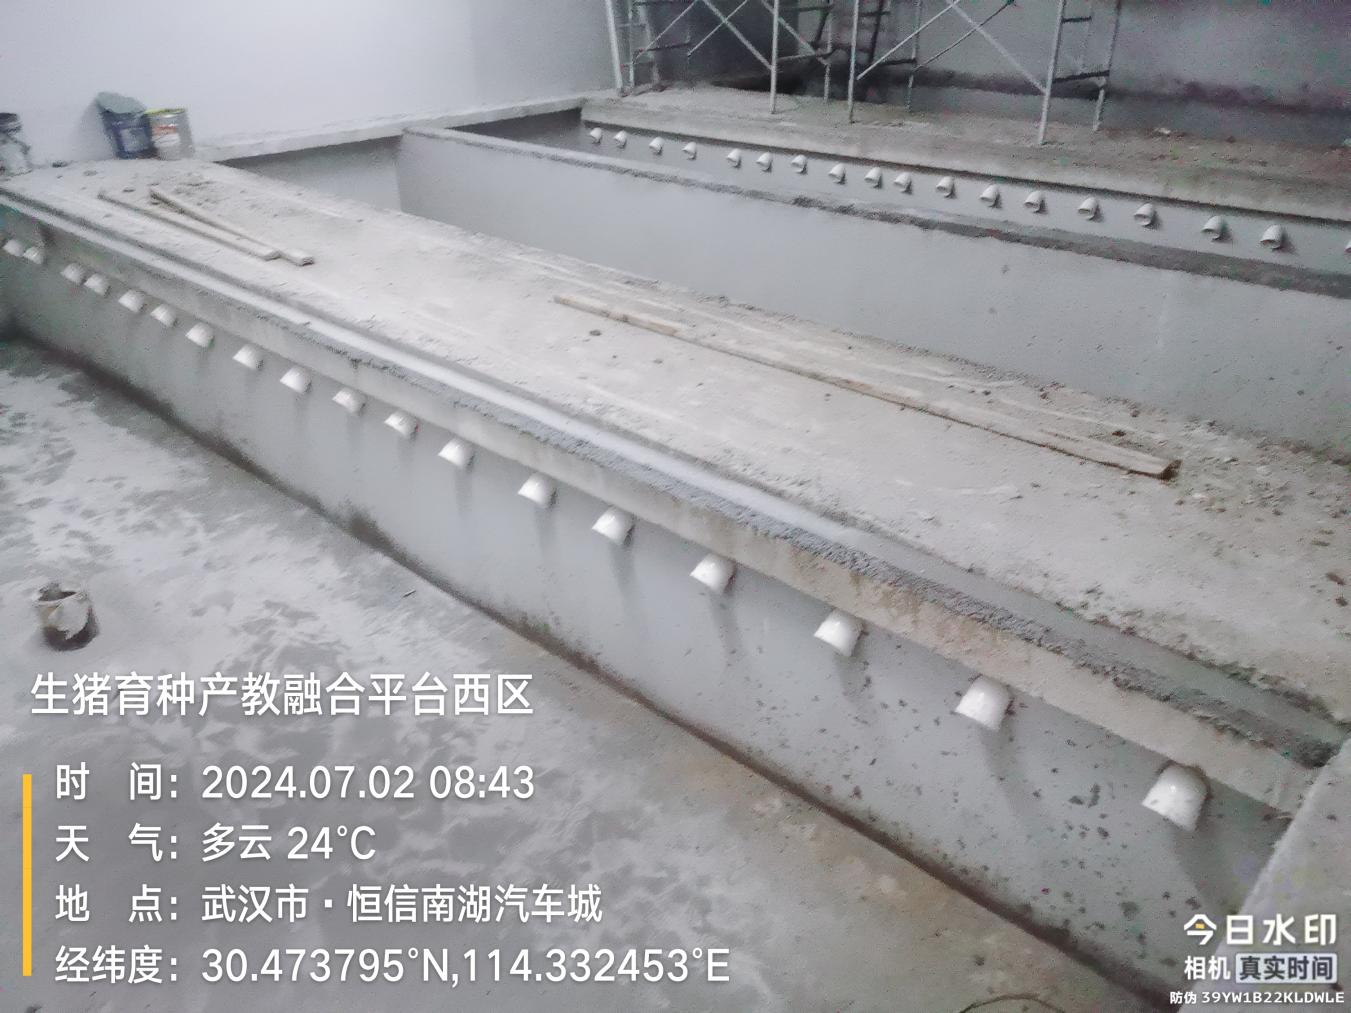 生猪育种产教融合平台西区
时 间：2024.07.02 08:43
天 气：多云 24°C
地 点：武汉市·恒信南湖汽车城
经纬度：30.473795°N,114.332453°E
今日水印
相机 真实时间
防伪 39YW1B22KLDWLE